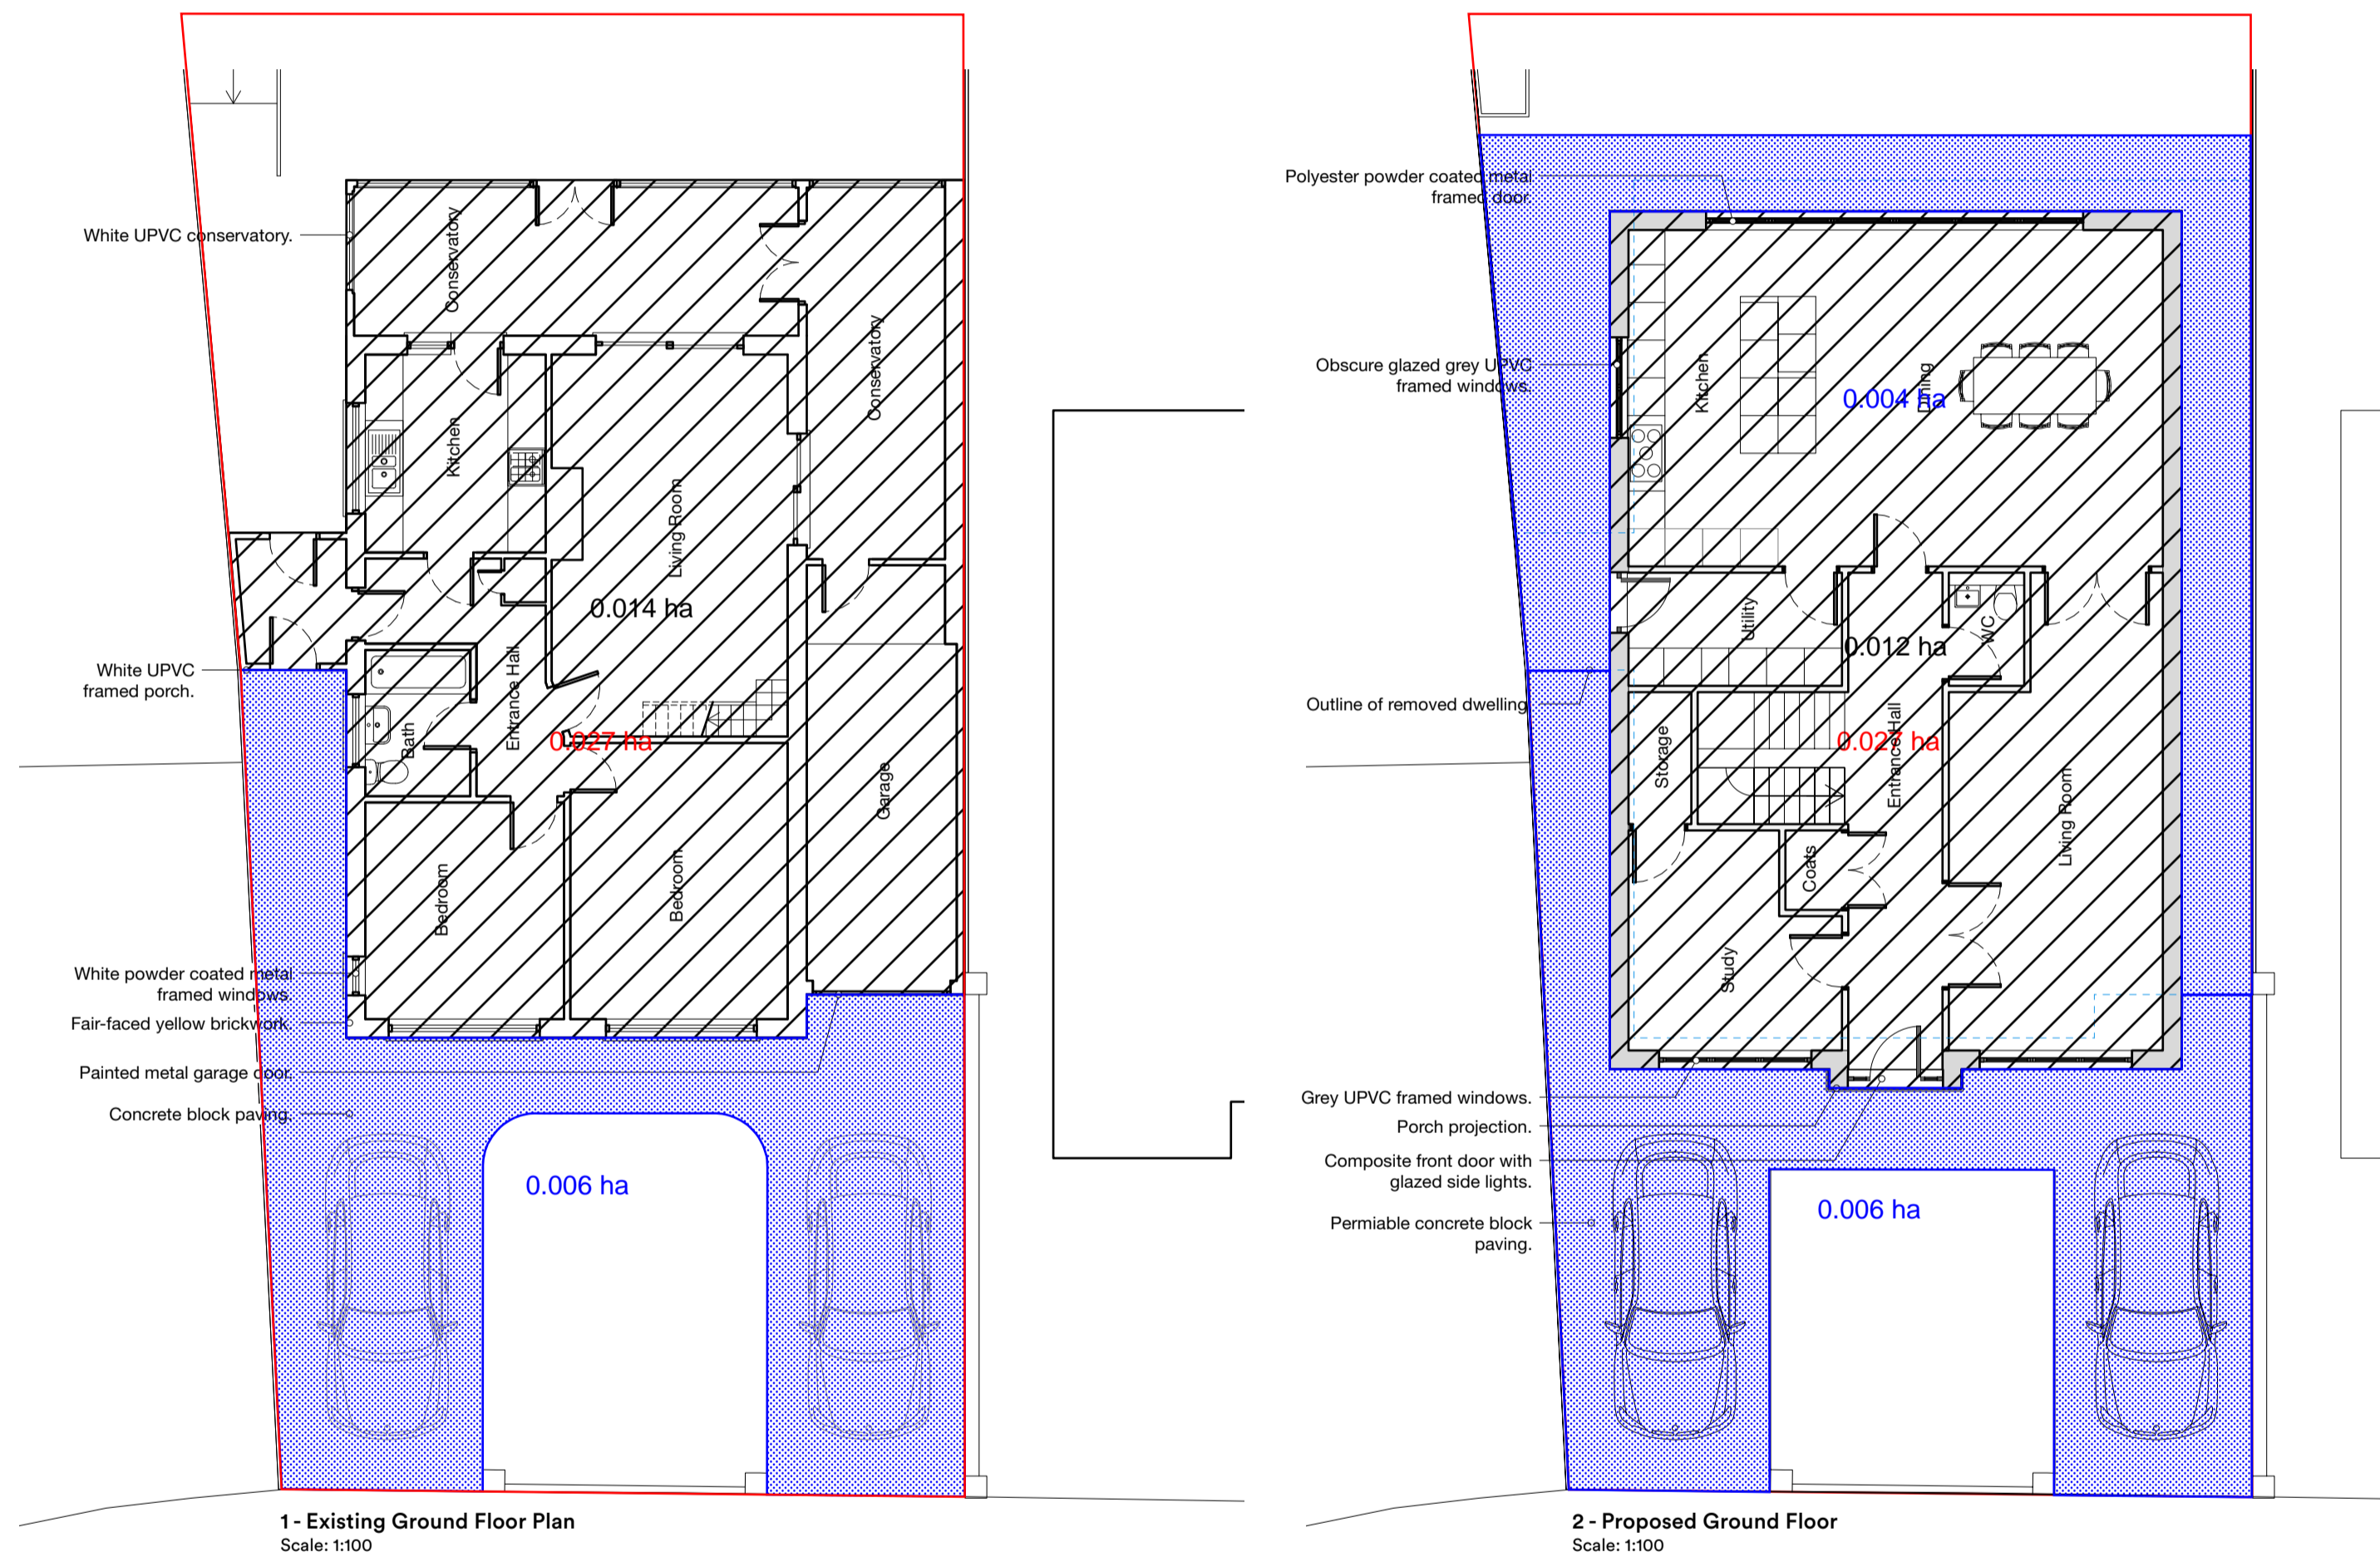 White UPVC conservatory.
Conservatory
Conservatory
Kitchen
Living Room
0.014 ha
White UPVC
framed porch.
Bath
Entrance Hall
0.027 ha
Garage
Bedroom
Bedroom
White powder coated metal
framed windows.
Fair-faced yellow brickwork.
Painted metal garage door.
Concrete block paving.
0.006 ha
1 - Existing Ground Floor Plan
Scale: 1:100
Polyester powder coated metal
framed door.
Obscure glazed grey UPVC
framed windows.
Kitchen
Dining
0.004 ha
Utility
WC
0.012 ha
Outline of removed dwelling
Storage
Entrance Hall
0.027 ha
Living Room
Coats
Study
Grey UPVC framed windows.
Porch projection.
Composite front door with
glazed side lights.
Permiable concrete block
paving.
0.006 ha
2 - Proposed Ground Floor
Scale: 1:100